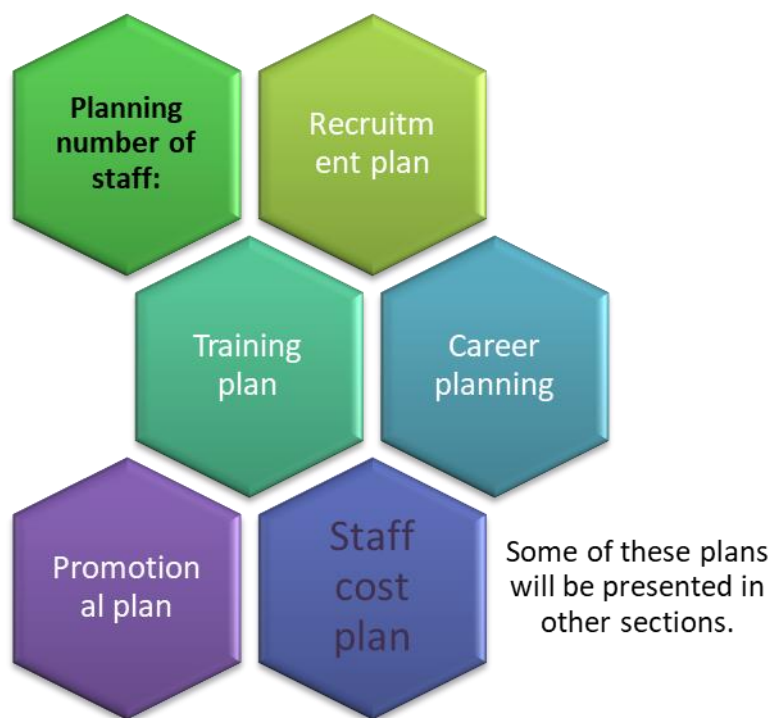 Planning
number of
staff:
Recruitm
ent plan
Training
plan
Career
planning
Promotion
al plan
Staff
cost
plan
Some of these plans
will be presented in
other sections.